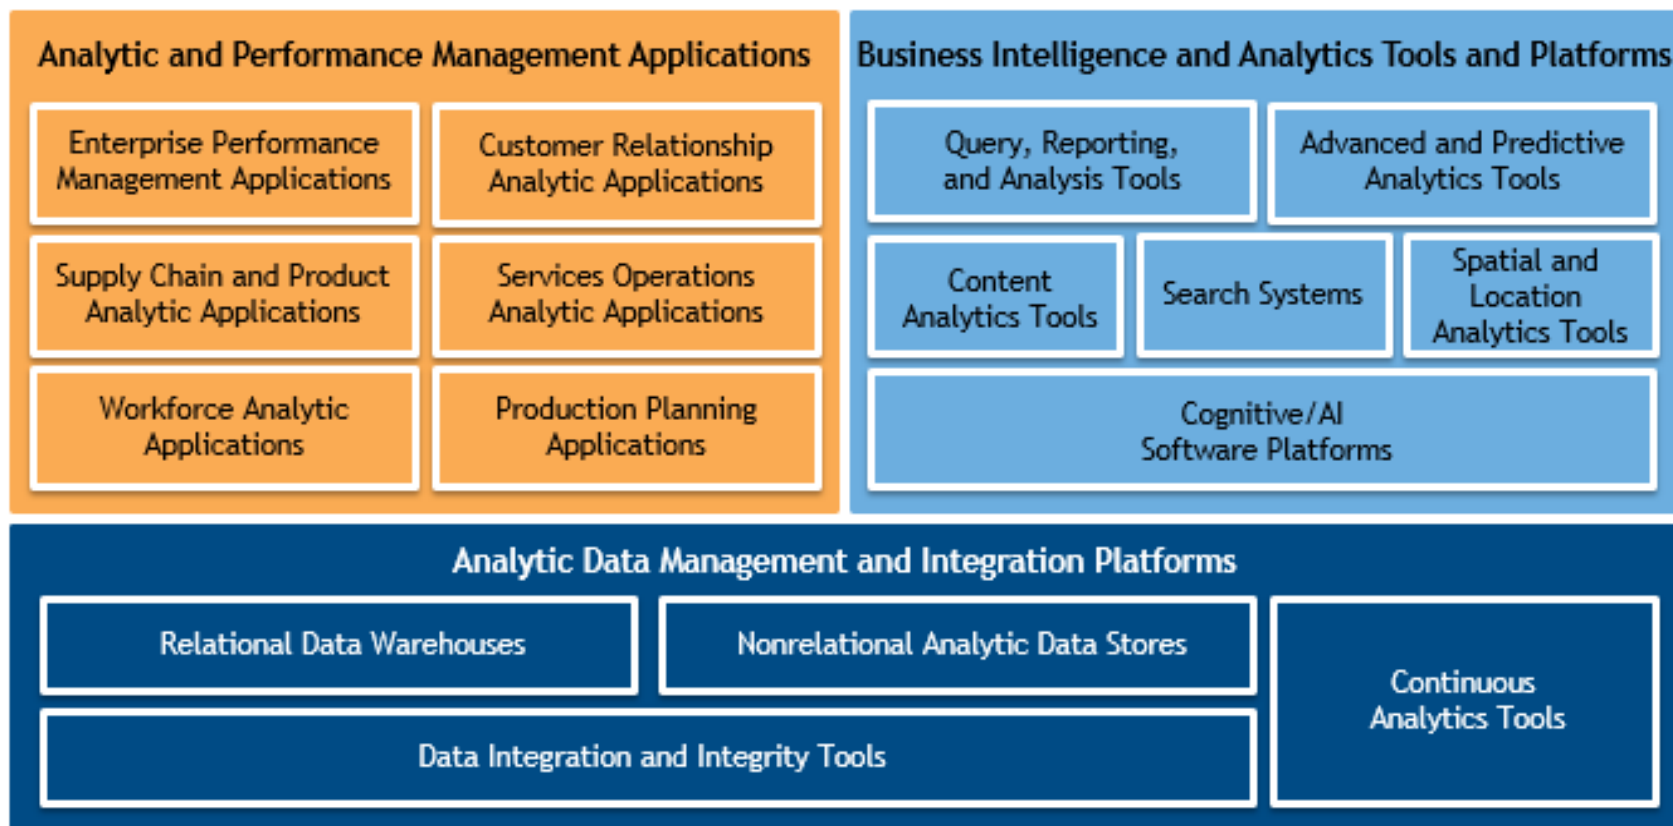 Analytic and Performance Management Applications
Enterprise Performance
Management Applications
Customer Relationship
Analytic Applications
Supply Chain and Product
Analytic Applications
Services Operations
Analytic Applications
Workforce Analytic
Applications
Production Planning
Applications
Business Intelligence and Analytics Tools and Platforms
Query, Reporting,
and Analysis Tools
Advanced and Predictive
Analytics Tools
Content
Analytics Tools
Search Systems
Spatial and
Location
Analytics Tools
Cognitive/AI
Software Platforms
Analytic Data Management and Integration Platforms
Relational Data Warehouses
Nonrelational Analytic Data Stores
Data Integration and Integrity Tools
Continuous
Analytics Tools